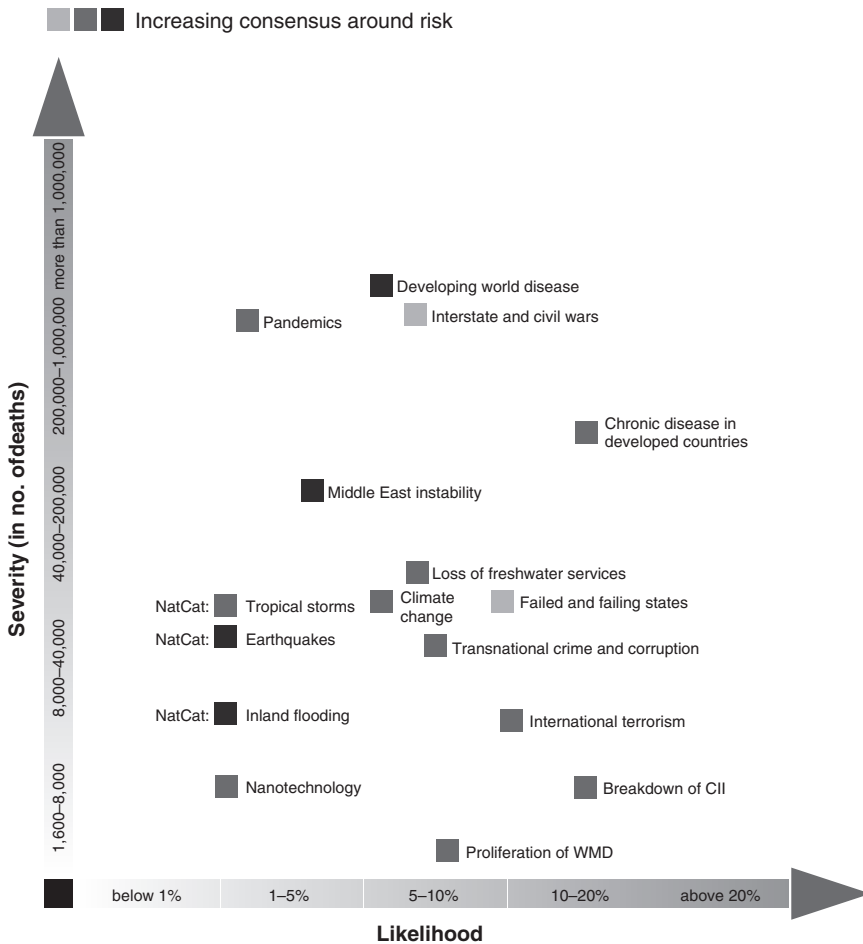 Increasing consensus around risk
more than 1,000,000
200,000–1,000,000
40,000–200,000
8,000–40,000
1,600–8,000
Severity (in no. ofdeaths)
Developing world disease
Pandemics
Interstate and civil wars
Chronic disease in
developed countries
Middle East instability
Loss of freshwater services
NatCat: Tropical storms
Climate
change
Failed and failing states
NatCat: Earthquakes
Transnational crime and corruption
NatCat: Inland flooding
International terrorism
Nanotechnology
Breakdown of CII
Proliferation of WMD
below 1% 1–5% 5–10% 10–20% above 20%
Likelihood